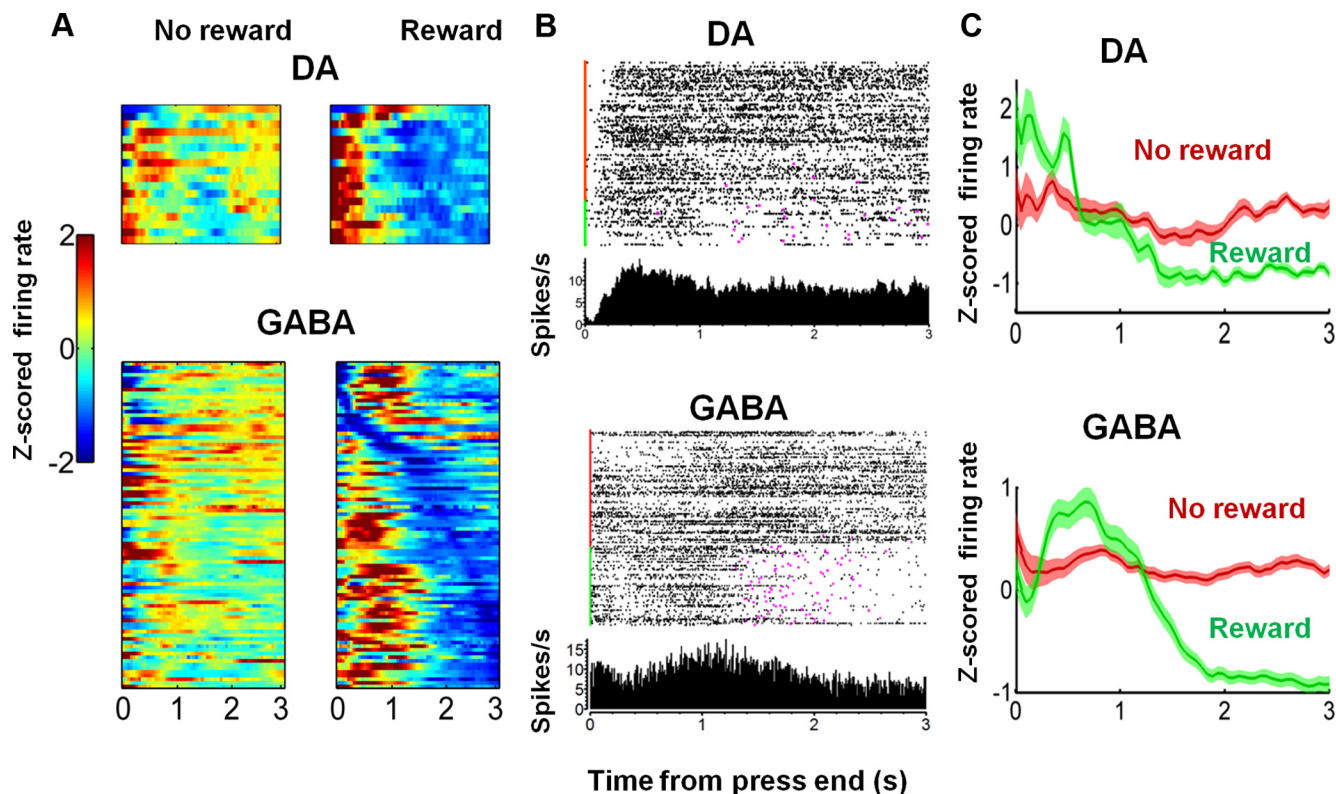 A
No reward
Reward
DA
Z-scored firing rate
2
0
-2
GABA
0 1 2 3
0 1 2 3
B
DA
Spikes/s
10
5
0
0 1 2 3
GABA
Spikes/s
15
10
5
0
0 1 2 3
Time from press end (s)
C
DA
Z-scored firing rate
2
1
0
-1
No reward
Reward
0 1 2 3
GABA
Z-scored firing rate
1
0
-1
No reward
Reward
0 1 2 3